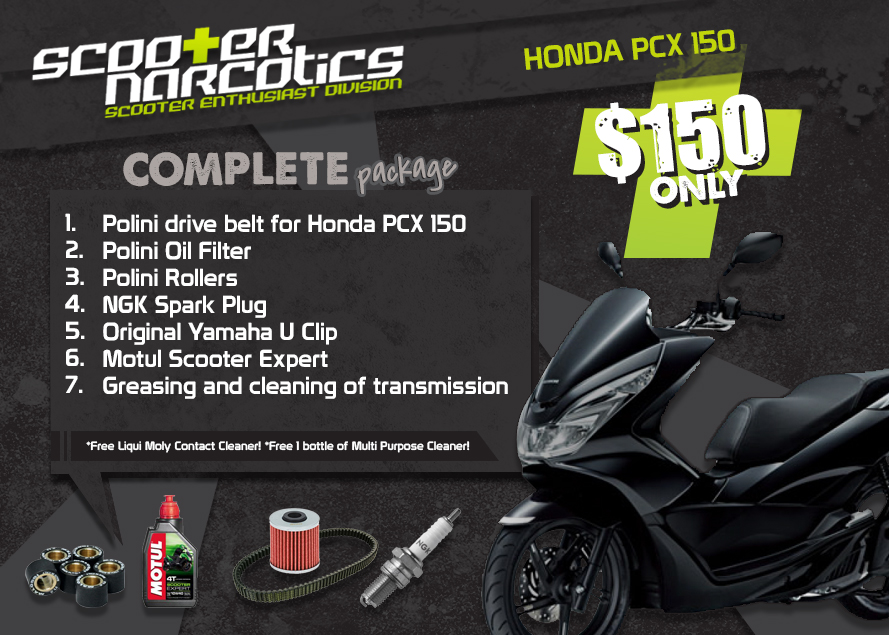 SCOOTER
NARCOTICS
SCOOTER ENTHUSIAST DIVISION
HONDA PCX 150
$150
ONLY
COMPLETE package
1. Polini drive belt for Honda PCX 150
2. Polini Oil Filter
3. Polini Rollers
4. NGK Spark Plug
5. Original Yamaha U Clip
6. Motul Scooter Expert
7. Greasing and cleaning of transmission
*Free Liqui Moly Contact Cleaner! *Free 1 bottle of Multi Purpose Cleaner!
MOTUL
4T
SCOOTER
EXPERT
NGK